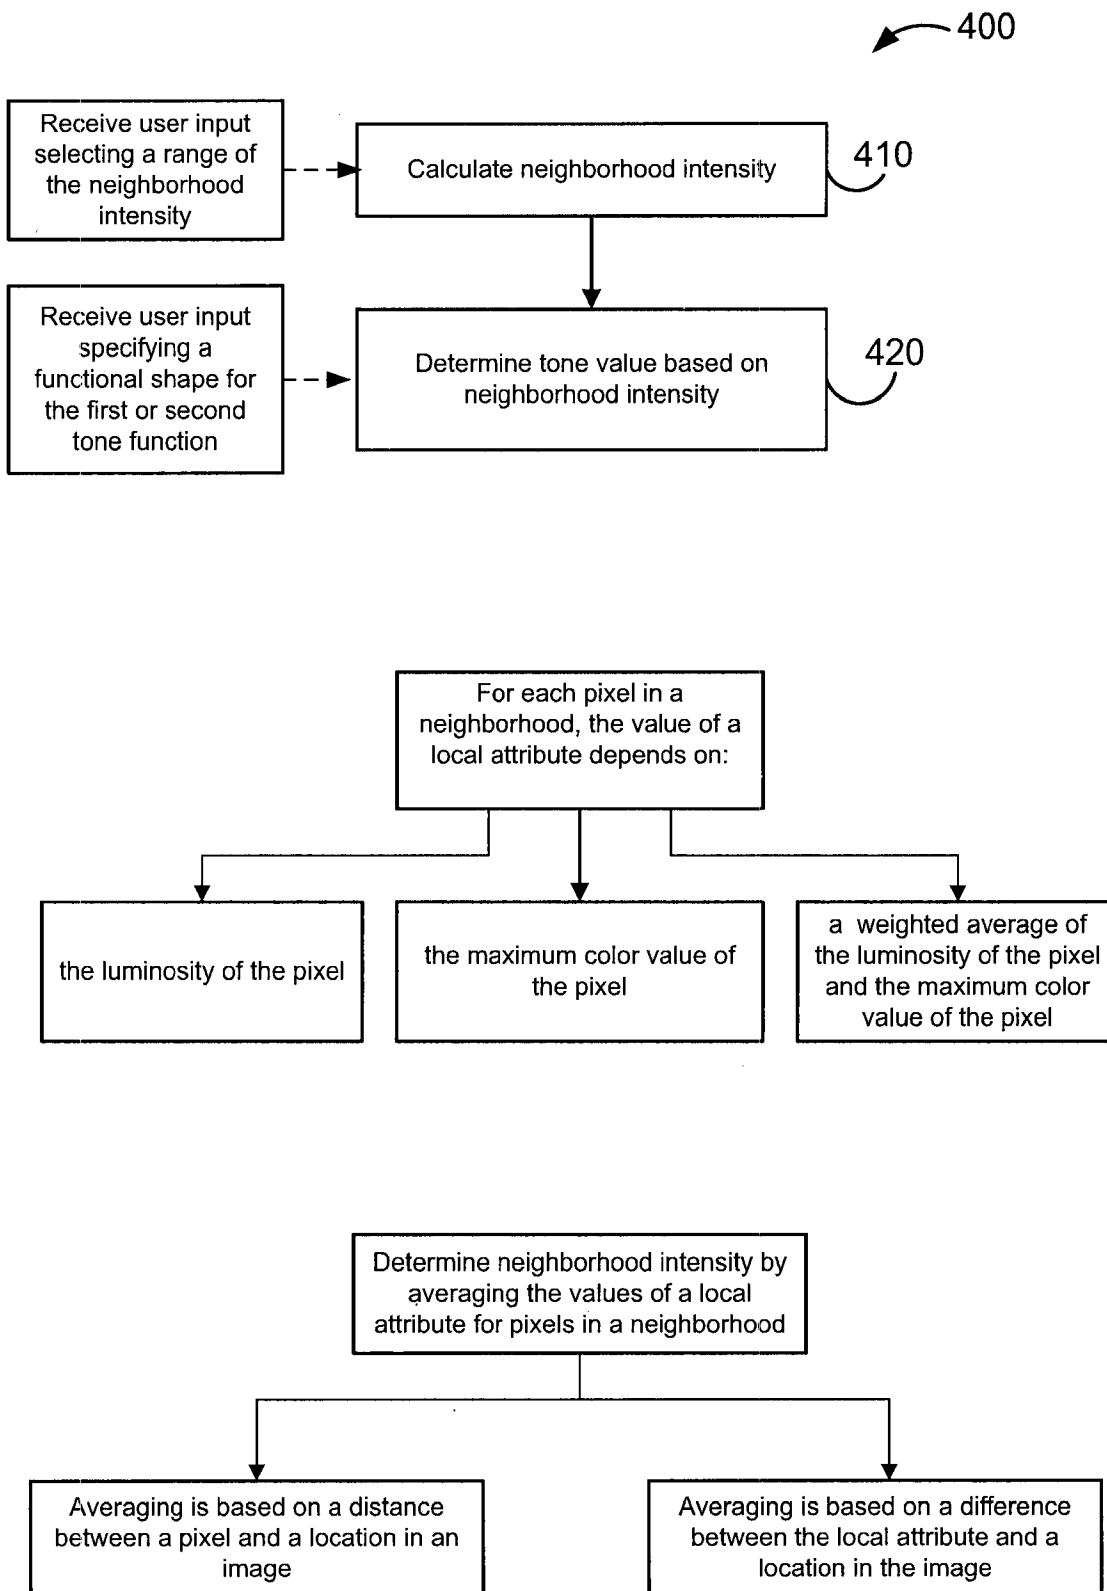 400
Receive user input
selecting a range of
the neighborhood
intensity
Calculate neighborhood intensity
410
Receive user input
specifying a
functional shape for
the first or second
tone function
Determine tone value based on
neighborhood intensity
420
For each pixel in a
neighborhood, the value of a
local attribute depends on:
the luminosity of the pixel
the maximum color value of
the pixel
a weighted average of
the luminosity of the pixel
and the maximum color
value of the pixel
Determine neighborhood intensity by
averaging the values of a local
attribute for pixels in a neighborhood
Averaging is based on a distance
between a pixel and a location in an
image
Averaging is based on a difference
between the local attribute and a
location in the image